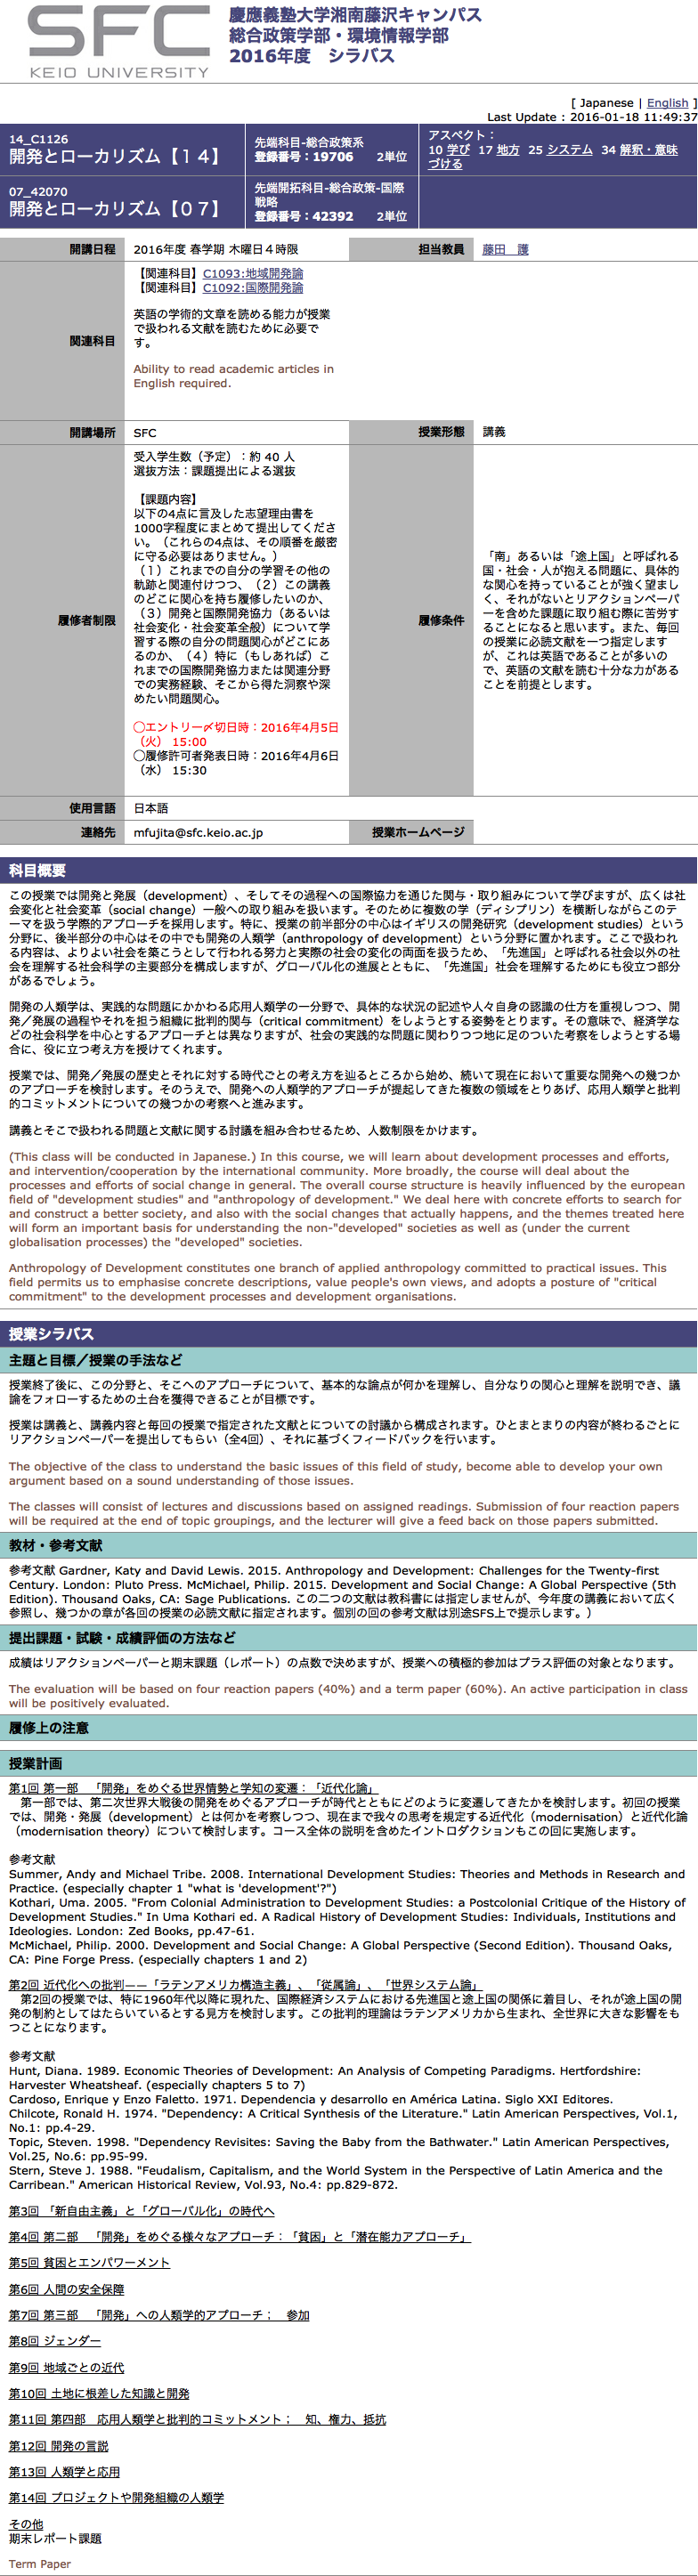 SFC
KEIO UNIVERSITY
慶應義塾大学湘南藤沢キャンパス
総合政策学部・環境情報学部
2016年度　シラバス
[ Japanese | English ]
Last Update : 2016-01-18 11:49:37
14_C1126
開発とローカリズム【１４】
先端科目-総合政策系
登録番号：19706　　2単位
アスペクト：
10 学び 17 地方 25 システム 34 解釈・意味
づける
07_42070
開発とローカリズム【０７】
先端開拓科目-総合政策-国際
戦略
登録番号：42392　　2単位
開講日程
2016年度 春学期 木曜日４時限
担当教員
藤田　護
関連科目
【関連科目】C1093:地域開発論
【関連科目】C1092:国際開発論
英語の学術的文章を読める能力が授業
で扱われる文献を読むために必要で
す。
Ability to read academic articles in
English required.
開講場所
SFC
授業形態
講義
履修者制限
受入学生数（予定）：約 40 人
選抜方法：課題提出による選抜
【課題内容】
以下の4点に言及した志望理由書を
1000字程度にまとめて提出してくださ
い。（これらの4点は、その順番を厳密
に守る必要はありません。）
（１）これまでの自分の学習その他の
軌跡と関連付けつつ、（２）この講義
のどこに関心を持ち履修したいのか、
（３）開発と国際開発協力（あるいは
社会変化・社会変革全般）について学
習する際の自分の問題関心がどこにあ
るのか、（４）特に（もしあれば）こ
れまでの国際開発協力または関連分野
での実務経験、そこから得た洞察や深
めたい問題関心。
◯エントリー〆切日時：2016年4月5日
（火） 15:00
◯履修許可者発表日時：2016年4月6日
（水） 15:30
履修条件
「南」あるいは「途上国」と呼ばれる
国・社会・人が抱える問題に、具体的
な関心を持っていることが強く望まし
く、それがないとリアクションペーパ
ーを含めた課題に取り組む際に苦労す
ることになると思います。また、毎回
の授業に必読文献を一つ指定します
が、これは英語であることが多いの
で、英語の文献を読む十分な力がある
ことを前提とします。
使用言語
日本語
連絡先
mfujita@sfc.keio.ac.jp
授業ホームページ
科目概要
この授業では開発と発展（development）、そしてその過程への国際協力を通じた関与・取り組みについて学びますが、広くは社
会変化と社会変革（social change）一般への取り組みを扱います。そのために複数の学（ディシプリン）を横断しながらこのテ
ーマを扱う学際的アプローチを採用します。特に、授業の前半部分の中心はイギリスの開発研究（development studies）という
分野に、後半部分の中心はその中でも開発の人類学（anthropology of development）という分野に置かれます。ここで扱われ
る内容は、よりよい社会を築こうとして行われる努力と実際の社会の変化の両面を扱うため、「先進国」と呼ばれる社会以外の社
会を理解する社会科学の主要部分を構成しますが、グローバル化の進展とともに、「先進国」社会を理解するためにも役立つ部分
があるでしょう。
開発の人類学は、実践的な問題にかかわる応用人類学の一分野で、具体的な状況の記述や人々自身の認識の仕方を重視しつつ、開
発／発展の過程やそれを担う組織に批判的関与（critical commitment）をしようとする姿勢をとります。その意味で、経済学な
どの社会科学を中心とするアプローチとは異なりますが、社会の実践的な問題に関わりつつ地に足のついた考察をしようとする場
合に、役に立つ考え方を授けてくれます。
授業では、開発／発展の歴史とそれに対する時代ごとの考え方を辿るところから始め、続いて現在において重要な開発への幾つか
のアプローチを検討します。そのうえで、開発への人類学的アプローチが提起してきた複数の領域をとりあげ、応用人類学と批判
的コミットメントについての幾つかの考察へと進みます。
講義とそこで扱われる問題と文献に関する討議を組み合わせるため、人数制限をかけます。
(This class will be conducted in Japanese.) In this course, we will learn about development processes and efforts,
and intervention/cooperation by the international community. More broadly, the course will deal about the
processes and efforts of social change in general. The overall course structure is heavily influenced by the european
field of "development studies" and "anthropology of development." We deal here with concrete efforts to search for
and construct a better society, and also with the social changes that actually happens, and the themes treated here
will form an important basis for understanding the non-"developed" societies as well as (under the current
globalisation processes) the "developed" societies.
Anthropology of Development constitutes one branch of applied anthropology committed to practical issues. This
field permits us to emphasise concrete descriptions, value people's own views, and adopts a posture of "critical
commitment" to the development processes and development organisations.
授業シラバス
主題と目標／授業の手法など
授業終了後に、この分野と、そこへのアプローチについて、基本的な論点が何かを理解し、自分なりの関心と理解を説明でき、議
論をフォローするための土台を獲得できることが目標です。
授業は講義と、講義内容と毎回の授業で指定された文献とについての討議から構成されます。ひとまとまりの内容が終わるごとに
リアクションペーパーを提出してもらい（全4回）、それに基づくフィードバックを行います。
The objective of the class to understand the basic issues of this field of study, become able to develop your own
argument based on a sound understanding of those issues.
The classes will consist of lectures and discussions based on assigned readings. Submission of four reaction papers
will be required at the end of topic groupings, and the lecturer will give a feed back on those papers submitted.
教材・参考文献
参考文献 Gardner, Katy and David Lewis. 2015. Anthropology and Development: Challenges for the Twenty-first
Century. London: Pluto Press. McMichael, Philip. 2015. Development and Social Change: A Global Perspective (5th
Edition). Thousand Oaks, CA: Sage Publications. この二つの文献は教科書には指定しませんが、今年度の講義において広く
参照し、幾つかの章が各回の授業の必読文献に指定されます。個別の回の参考文献は別途SFS上で提示します。）
提出課題・試験・成績評価の方法など
成績はリアクションペーパーと期末課題（レポート）の点数で決めますが、授業への積極的参加はプラス評価の対象となります。
The evaluation will be based on four reaction papers (40%) and a term paper (60%). An active participation in class
will be positively evaluated.
履修上の注意
授業計画
第1回 第一部　「開発」をめぐる世界情勢と学知の変遷：「近代化論」
　第一部では、第二次世界大戦後の開発をめぐるアプローチが時代とともにどのように変遷してきたかを検討します。初回の授業
では、開発・発展（development）とは何かを考察しつつ、現在まで我々の思考を規定する近代化（modernisation）と近代化論
（modernisation theory）について検討します。コース全体の説明を含めたイントロダクションもこの回に実施します。
参考文献
Summer, Andy and Michael Tribe. 2008. International Development Studies: Theories and Methods in Research and
Practice. (especially chapter 1 "what is 'development'?")
Kothari, Uma. 2005. "From Colonial Administration to Development Studies: a Postcolonial Critique of the History of
Development Studies." In Uma Kothari ed. A Radical History of Development Studies: Individuals, Institutions and
Ideologies. London: Zed Books, pp.47-61.
McMichael, Philip. 2000. Development and Social Change: A Global Perspective (Second Edition). Thousand Oaks,
CA: Pine Forge Press. (especially chapters 1 and 2)
第2回 近代化への批判――「ラテンアメリカ構造主義」、「従属論」、「世界システム論」
　第2回の授業では、特に1960年代以降に現れた、国際経済システムにおける先進国と途上国の関係に着目し、それが途上国の開
発の制約としてはたらいているとする見方を検討します。この批判的理論はラテンアメリカから生まれ、全世界に大きな影響をも
つことになります。
参考文献
Hunt, Diana. 1989. Economic Theories of Development: An Analysis of Competing Paradigms. Hertfordshire:
Harvester Wheatsheaf. (especially chapters 5 to 7)
Cardoso, Enrique y Enzo Faletto. 1971. Dependencia y desarrollo en América Latina. Siglo XXI Editores.
Chilcote, Ronald H. 1974. "Dependency: A Critical Synthesis of the Literature." Latin American Perspectives, Vol.1,
No.1: pp.4-29.
Topic, Steven. 1998. "Dependency Revisites: Saving the Baby from the Bathwater." Latin American Perspectives,
Vol.25, No.6: pp.95-99.
Stern, Steve J. 1988. "Feudalism, Capitalism, and the World System in the Perspective of Latin America and the
Carribean." American Historical Review, Vol.93, No.4: pp.829-872.
第3回 「新自由主義」と「グローバル化」の時代へ
第4回 第二部　「開発」をめぐる様々なアプローチ：「貧困」と「潜在能力アプローチ」
第5回 貧困とエンパワーメント
第6回 人間の安全保障
第7回 第三部　「開発」への人類学的アプローチ；　参加
第8回 ジェンダー
第9回 地域ごとの近代
第10回 土地に根差した知識と開発
第11回 第四部　応用人類学と批判的コミットメント；　知、権力、抵抗
第12回 開発の言説
第13回 人類学と応用
第14回 プロジェクトや開発組織の人類学
その他
期末レポート課題
Term Paper